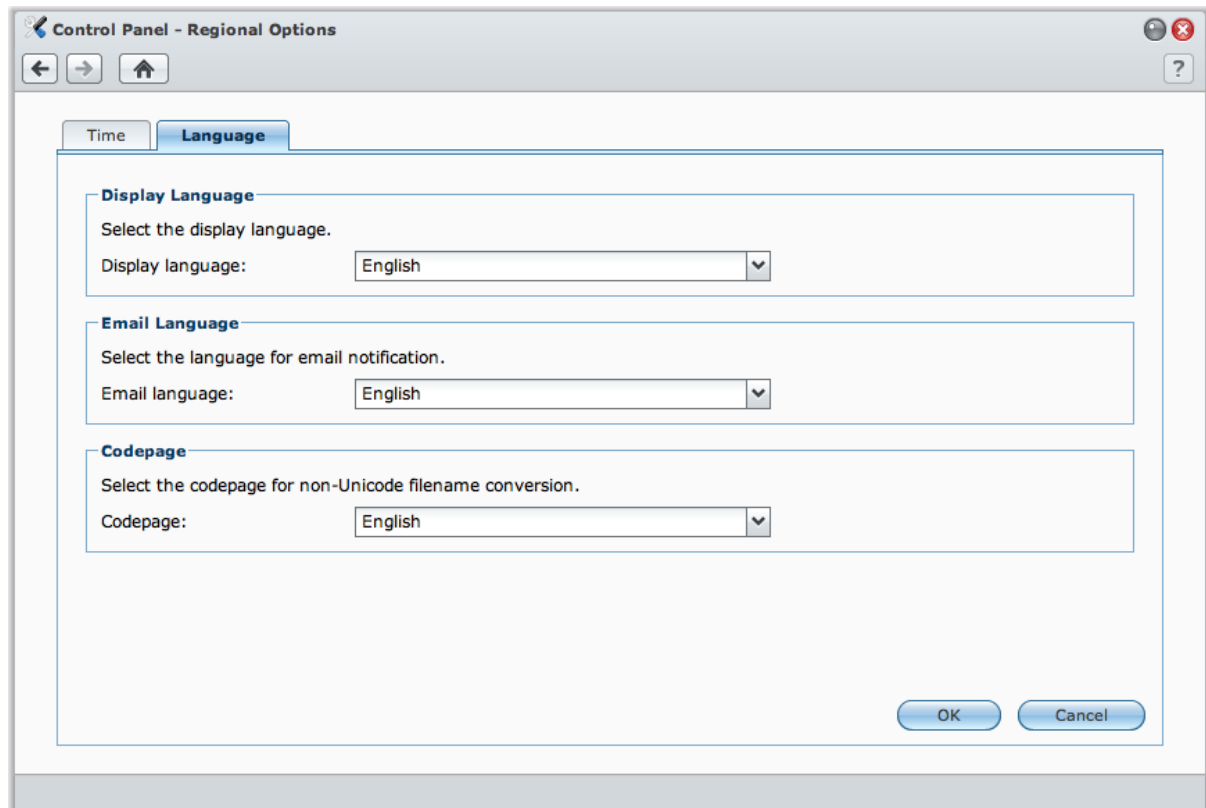 Control Panel - Regional Options
?
Time Language
Display Language
Select the display language.
Display language: English
Email Language
Select the language for email notification.
Email language: English
Codepage
Select the codepage for non-Unicode filename conversion.
Codepage: English
OK Cancel